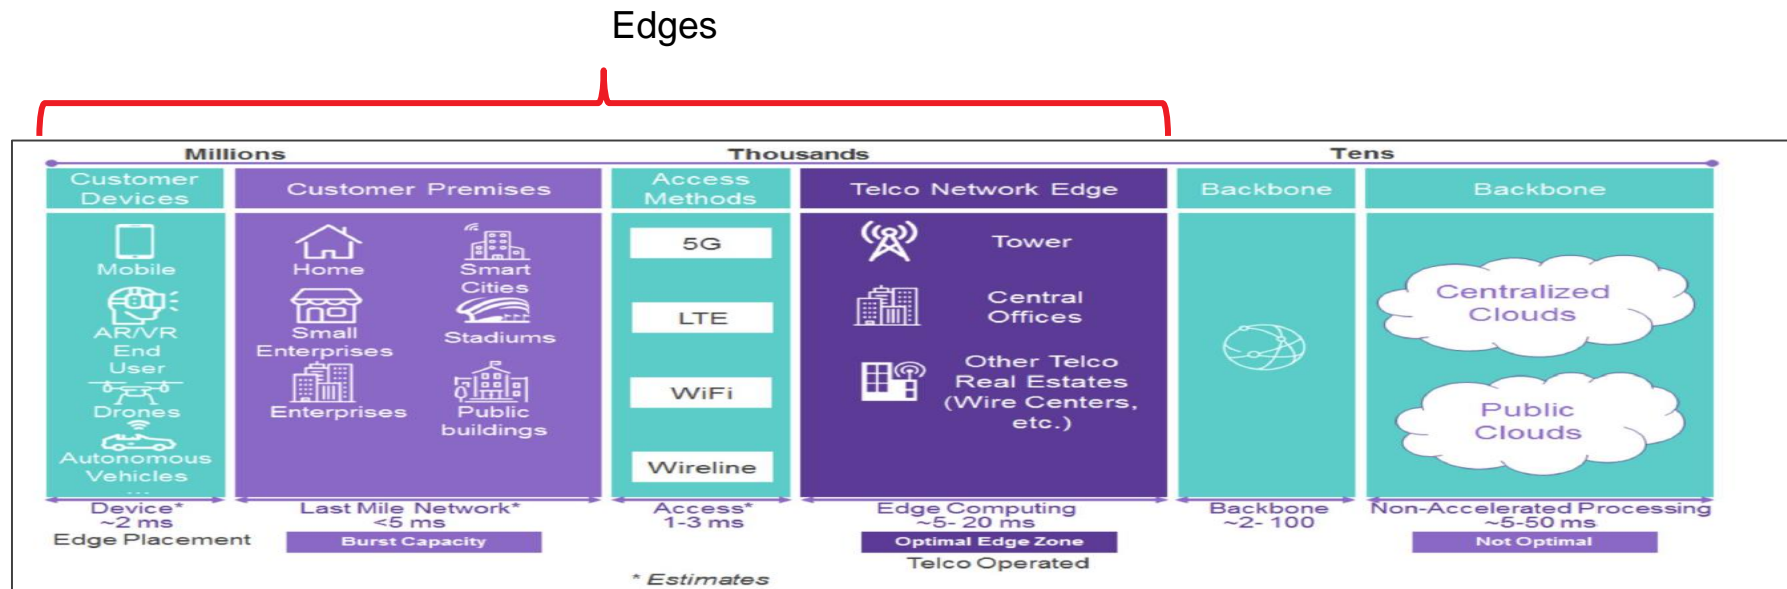 Edges
Millions
Thousands
Tens
Customer
Devices
Customer Premises
Access
Methods
Telco Network Edge
Backbone
Backbone
Mobile
AR/VR
End
User
Drones
Autonomous
Vehicles
...
Home
Smart
Cities
Small
Enterprises
Stadiums
Enterprises
Public
buildings
5G
LTE
WiFi
Wireline
Tower
Central
Offices
Other Telco
Real Estates
(Wire Centers,
etc.)
Centralized
Clouds
Public
Clouds
Device*
~2 ms
Edge Placement
Last Mile Network*
<5 ms
Burst Capacity
Access*
1-3 ms
Edge Computing
~5- 20 ms
Optimal Edge Zone
Telco Operated
Backbone
~2- 100
Non-Accelerated Processing
~5-50 ms
Not Optimal
* Estimates